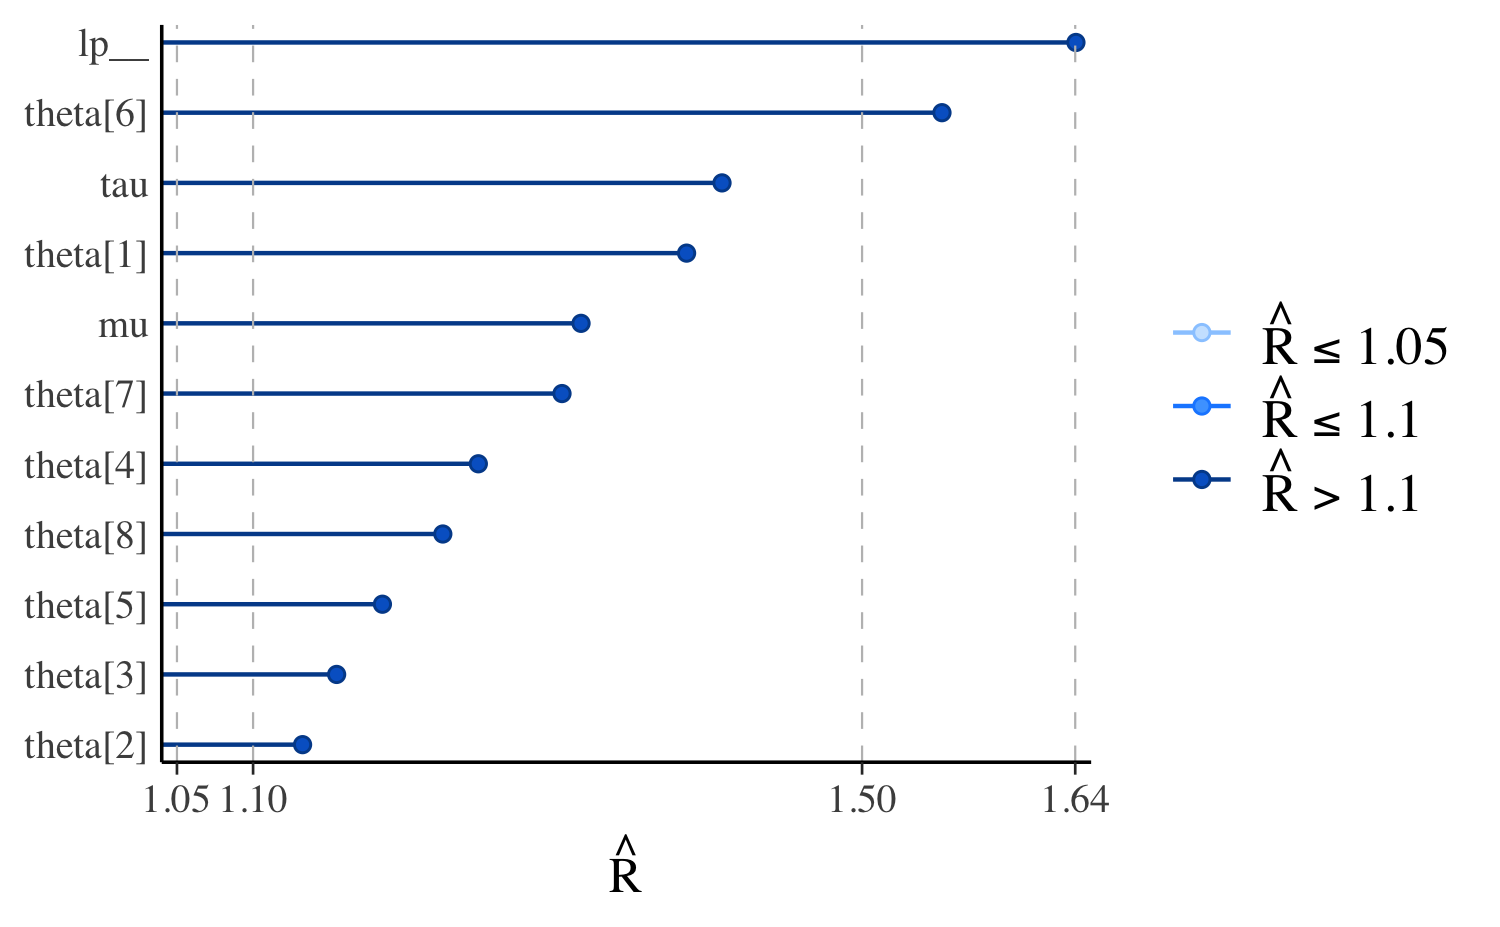 lp__
theta[6]
tau
theta[1]
mu
theta[7]
theta[4]
theta[8]
theta[5]
theta[3]
theta[2]
1.05 1.10 1.50 1.64
R̂
R̂ ≤ 1.05
R̂ ≤ 1.1
R̂ > 1.1